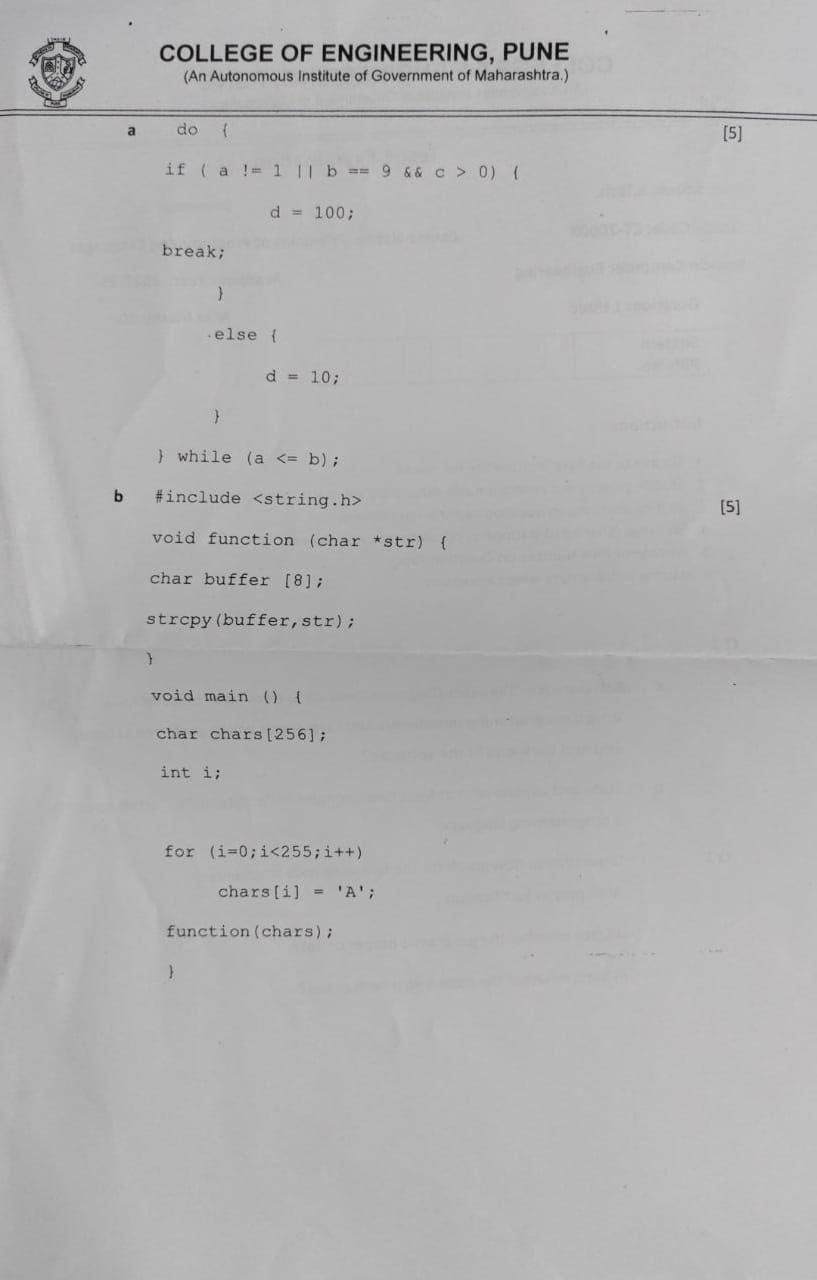 COLLEGE OF ENGINEERING, PUNE
(An Autonomous Institute of Government of Maharashtra.)
a do { [5]
if ( a != 1 || b == 9 && c > 0) {
d = 100;
break;
}
else {
d = 10;
}
} while (a <= b);
b #include <string.h> [5]
void function (char *str) {
char buffer [8];
strcpy(buffer,str);
}
void main () {
char chars[256];
int i;
for (i=0;i<255;i++)
chars[i] = 'A';
function(chars);
}